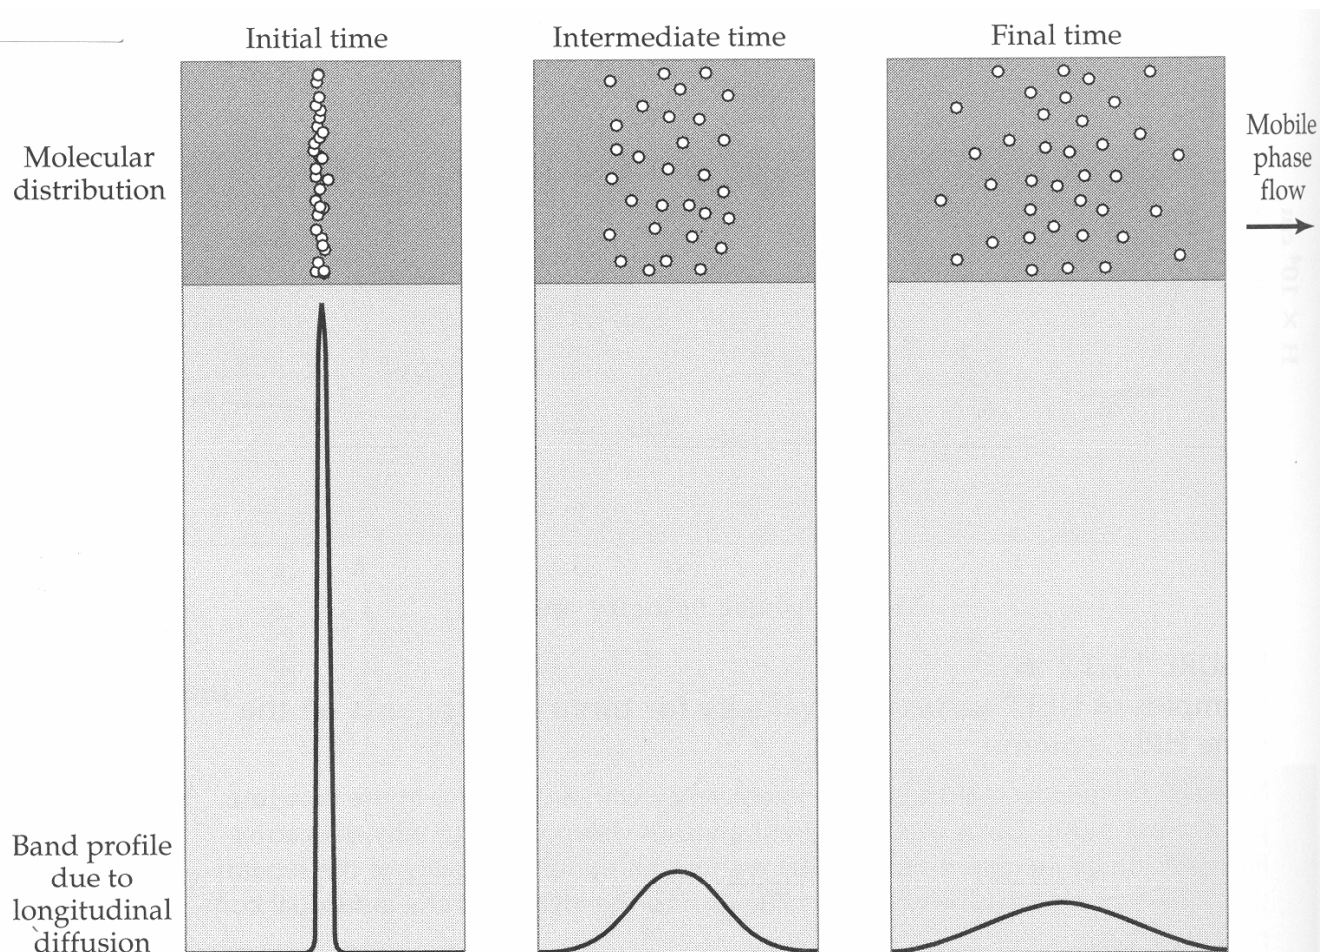 Initial time
Intermediate time
Final time
Molecular
distribution
Mobile
phase
flow
Band profile
due to
longitudinal
diffusion